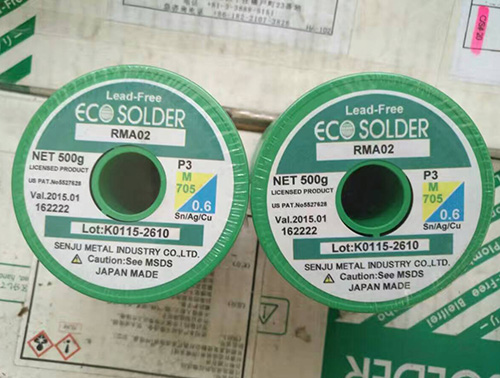 Lead-Free
ECO SOLDER
RMA02
NET 500g
LICENSED PRODUCT
US PAT.No5527628
Val.2015.01
162222
P3
M
705
0.6
Sn/Ag/Cu
Lot:K0115-2610
SENJU METAL INDUSTRY CO.,LTD.
Caution:See MSDS
JAPAN MADE
Lead-Free
ECO SOLDER
RMA02
NET 500g
LICENSED PRODUCT
US PAT.No5527628
Val.2015.01
162222
P3
M
705
0.6
Sn/Ag/Cu
Lot:K0115-2610
SENJU METAL INDUSTRY CO.,LTD.
Caution:See MSDS
JAPAN MADE